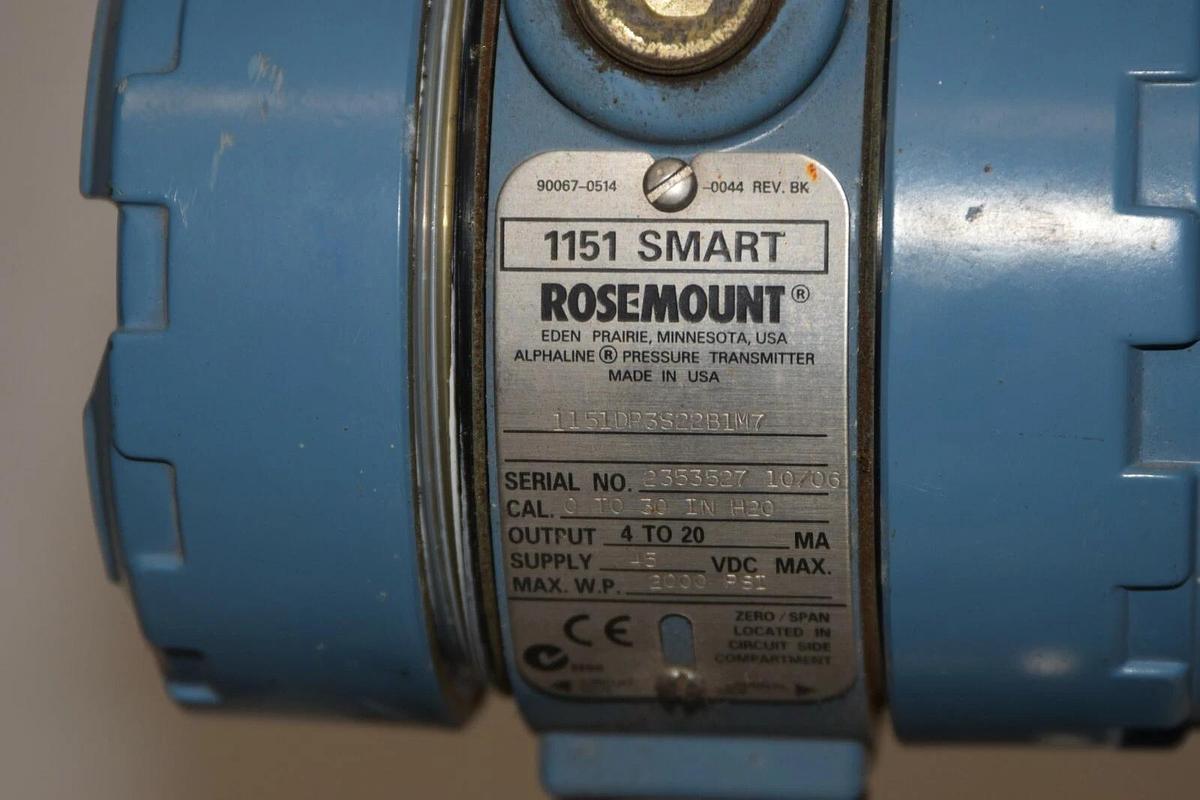 90067-0514 -0044 REV. BK
1151 SMART
ROSEMOUNT®
EDEN PRAIRIE, MINNESOTA, USA
ALPHALINE ® PRESSURE TRANSMITTER
MADE IN USA
1151DP3S22B1M7
SERIAL NO. 2353527 10/06
CAL. 0 TO 30 IN H2O
OUTPUT 4 TO 20 MA
SUPPLY VDC MAX.
MAX. W.P. 2000 PSI
CE
ZERO / SPAN
LOCATED IN
CIRCUIT SIDE
COMPARTMENT